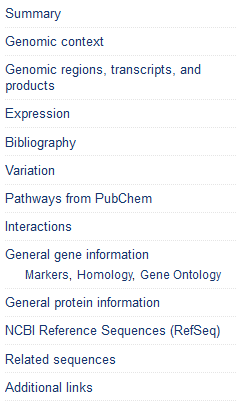 Summary
Genomic context
Genomic regions, transcripts, and
products
Expression
Bibliography
Variation
Pathways from PubChem
Interactions
General gene information
Markers, Homology, Gene Ontology
General protein information
NCBI Reference Sequences (RefSeq)
Related sequences
Additional links